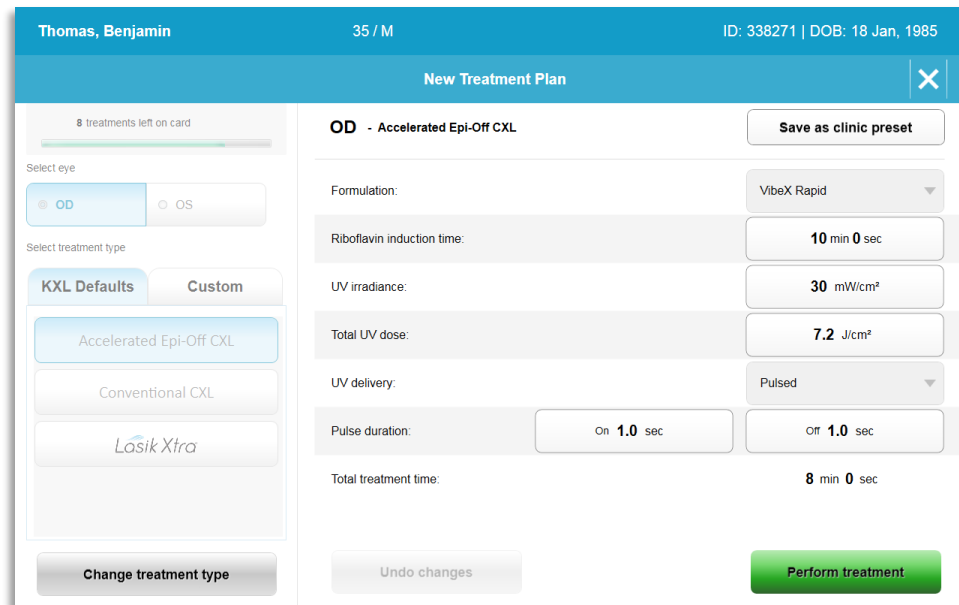 Thomas, Benjamin 35 / M ID: 338271 | DOB: 18 Jan, 1985
New Treatment Plan
8 treatments left on card
Select eye
OD OS
Select treatment type
KXL Defaults Custom
Accelerated Epi-Off CXL
Conventional CXL
Lasik Xtra
Change treatment type
OD - Accelerated Epi-Off CXL Save as clinic preset
Formulation: VibeX Rapid
Riboflavin induction time: 10 min 0 sec
UV irradiance: 30 mW/cm²
Total UV dose: 7.2 J/cm²
UV delivery: Pulsed
Pulse duration: On 1.0 sec Off 1.0 sec
Total treatment time: 8 min 0 sec
Undo changes Perform treatment